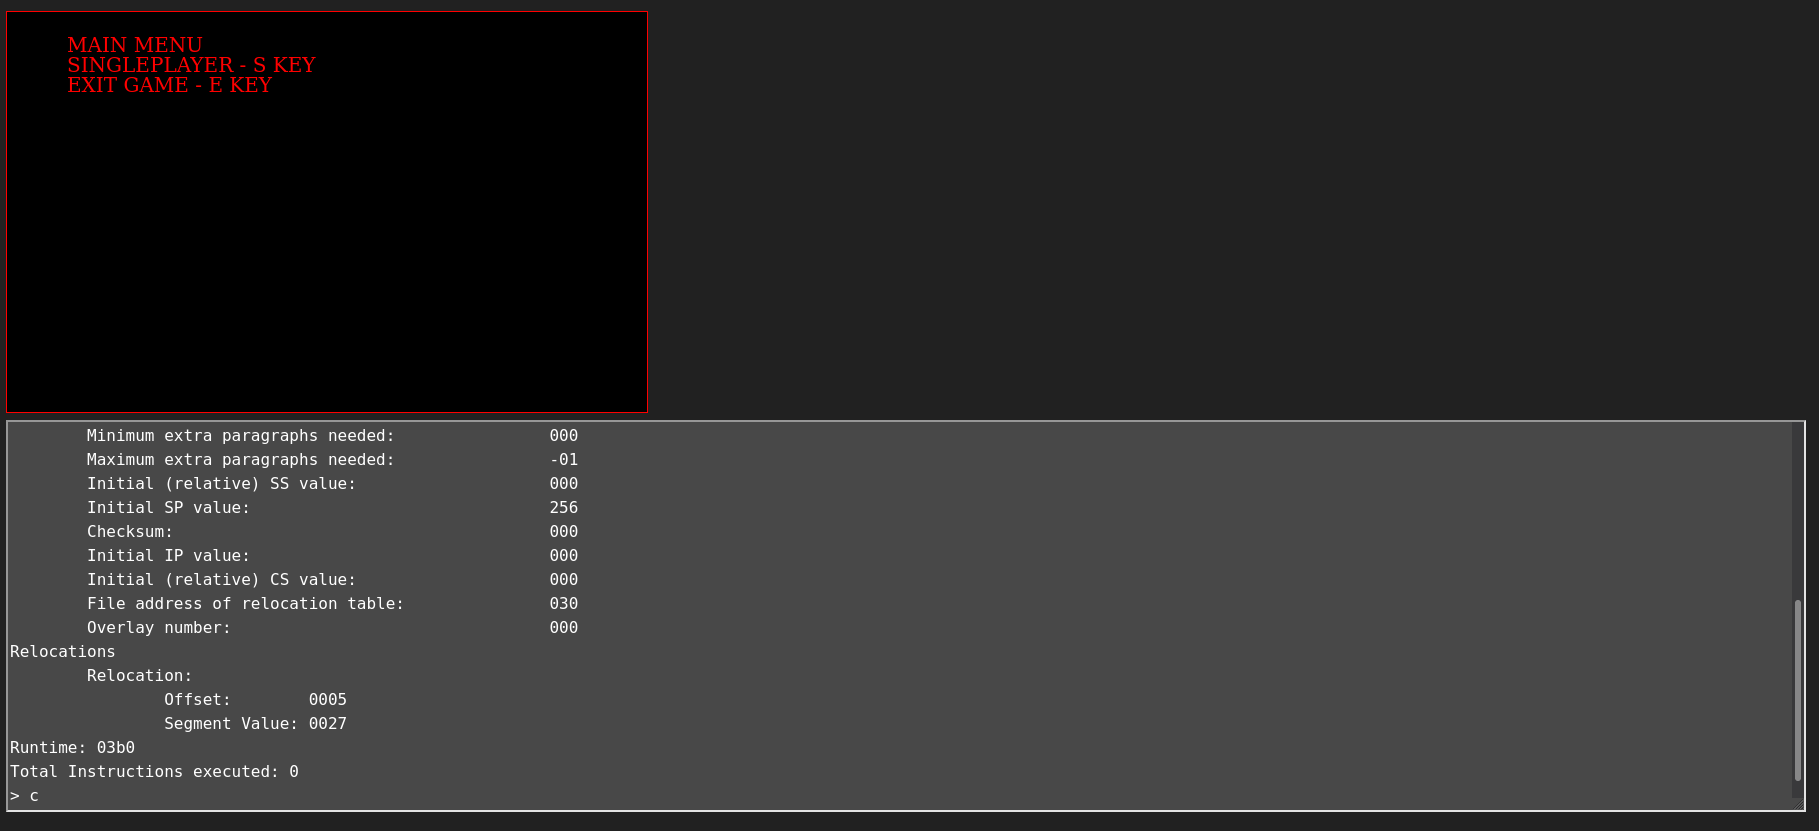 MAIN MENU
SINGLEPLAYER - S KEY
EXIT GAME - E KEY
Minimum extra paragraphs needed: 000
Maximum extra paragraphs needed: -01
Initial (relative) SS value: 000
Initial SP value: 256
Checksum: 000
Initial IP value: 000
Initial (relative) CS value: 000
File address of relocation table: 030
Overlay number: 000
Relocations
Relocation:
Offset: 0005
Segment Value: 0027
Runtime: 03b0
Total Instructions executed: 0
> c